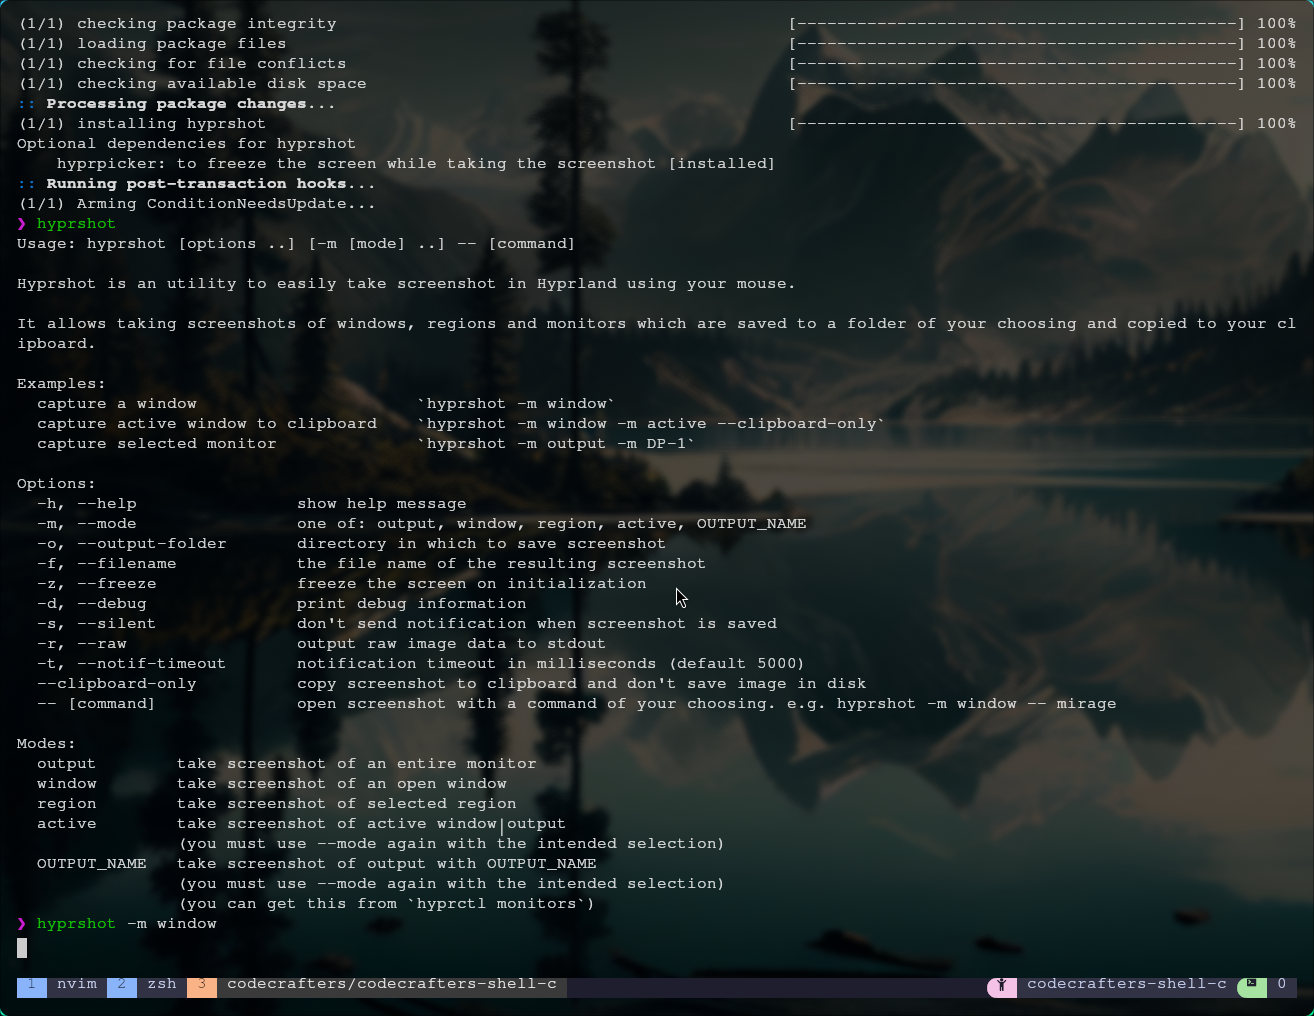 (1/1) checking package integrity [--------------------------------------------] 100%
(1/1) loading package files [--------------------------------------------] 100%
(1/1) checking for file conflicts [--------------------------------------------] 100%
(1/1) checking available disk space [--------------------------------------------] 100%
:: Processing package changes...
(1/1) installing hyprshot [--------------------------------------------] 100%
Optional dependencies for hyprshot
    hyprpicker: to freeze the screen while taking the screenshot [installed]
:: Running post-transaction hooks...
(1/1) Arming ConditionNeedsUpdate...
❯ hyprshot
Usage: hyprshot [options ..] [-m [mode] ..] -- [command]

Hyprshot is an utility to easily take screenshot in Hyprland using your mouse.

It allows taking screenshots of windows, regions and monitors which are saved to a folder of your choosing and copied to your cl
ipboard.

Examples:
  capture a window                      `hyprshot -m window`
  capture active window to clipboard    `hyprshot -m window -m active --clipboard-only`
  capture selected monitor              `hyprshot -m output -m DP-1`

Options:
  -h, --help                show help message
  -m, --mode                one of: output, window, region, active, OUTPUT_NAME
  -o, --output-folder       directory in which to save screenshot
  -f, --filename            the file name of the resulting screenshot
  -z, --freeze              freeze the screen on initialization
  -d, --debug               print debug information
  -s, --silent              don't send notification when screenshot is saved
  -r, --raw                 output raw image data to stdout
  -t, --notif-timeout       notification timeout in milliseconds (default 5000)
  --clipboard-only          copy screenshot to clipboard and don't save image in disk
  -- [command]              open screenshot with a command of your choosing. e.g. hyprshot -m window -- mirage

Modes:
  output        take screenshot of an entire monitor
  window        take screenshot of an open window
  region        take screenshot of selected region
  active        take screenshot of active window|output
                (you must use --mode again with the intended selection)
  OUTPUT_NAME   take screenshot of output with OUTPUT_NAME
                (you must use --mode again with the intended selection)
                (you can get this from `hyprctl monitors`)
❯ hyprshot -m window
1 nvim 2 zsh 3 codecrafters/codecrafters-shell-c codecrafters-shell-c 0